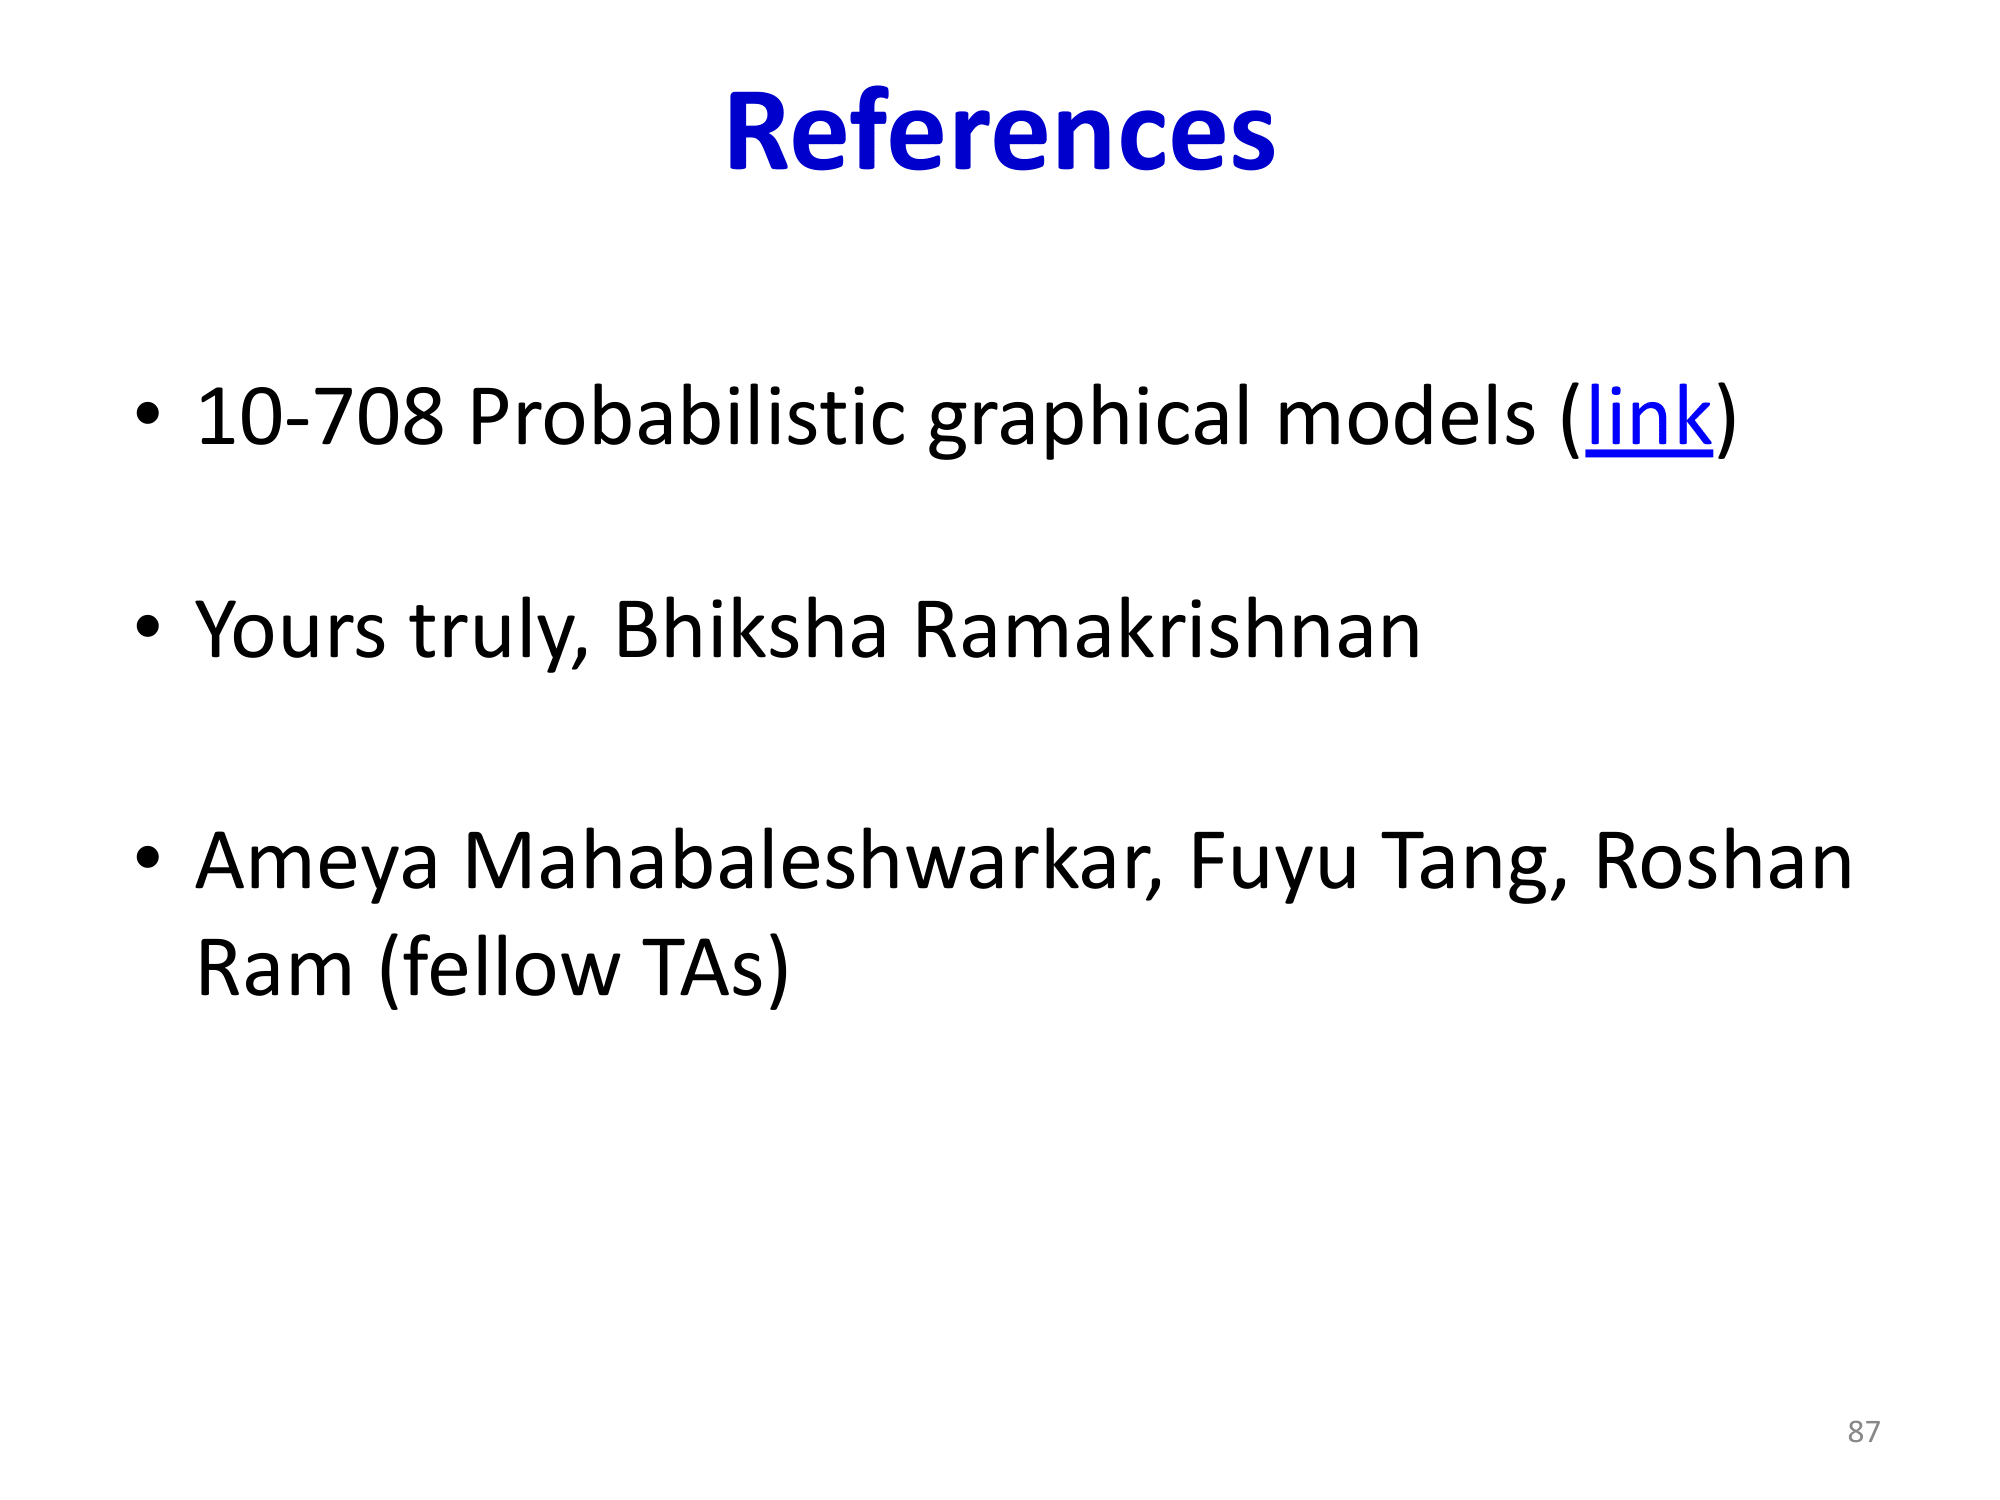 References
• 10-708 Probabilistic graphical models (link)
• Yours truly, Bhiksha Ramakrishnan
• Ameya Mahabaleshwarkar, Fuyu Tang, Roshan
Ram (fellow TAs)
87